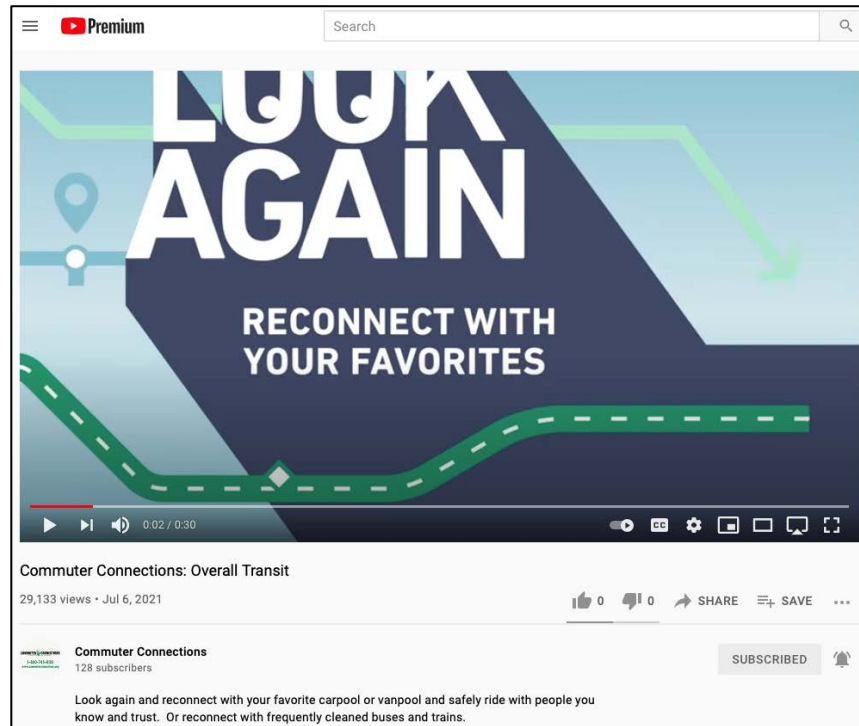 Premium
Search
LOOK
AGAIN
RECONNECT WITH
YOUR FAVORITES
0:02 / 0:30
CC
Commuter Connections: Overall Transit
29,133 views • Jul 6, 2021
0 0 SHARE SAVE
Commuter Connections
128 subscribers
SUBSCRIBED
Look again and reconnect with your favorite carpool or vanpool and safely ride with people you
know and trust. Or reconnect with frequently cleaned buses and trains.